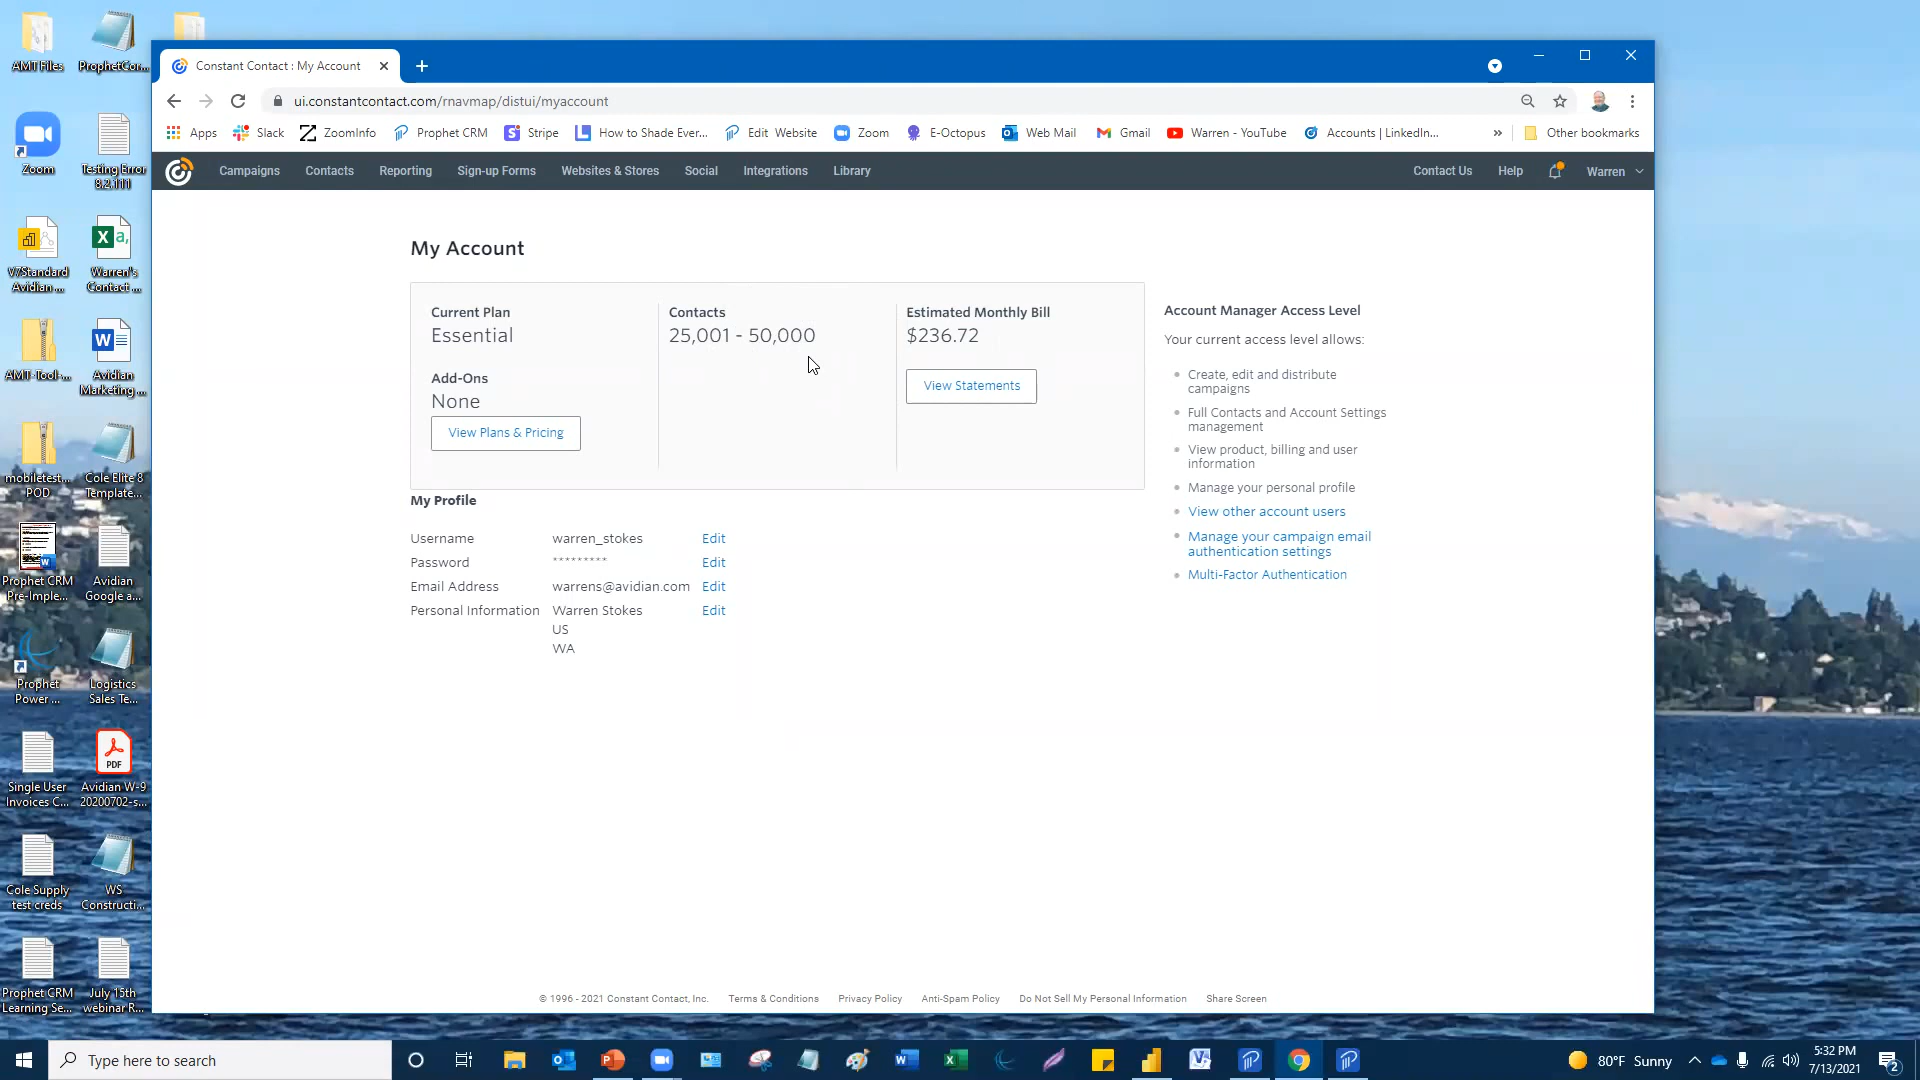 AMT Files
ProphetCor...
Zoom
Testing Error
8.2.111
V7Standard
Avidian ...
Warren's
Contact ...
AMT-Tool-...
Avidian
Marketing ...
mobiletest...
POD
Cole Elite 8
Template...
Prophet CRM
Pre-Imple...
Avidian
Google a...
Prophet
Power ...
Logistics
Sales Te...
Single User
Invoices C...
PDF
Avidian W-9
20200702-s...
Cole Supply
test creds
WS
Constructi...
Prophet CRM
Learning Se...
July 15th
webinar R...
Constant Contact : My Account
ui.constantcontact.com/rnavmap/distui/myaccount
Apps Slack ZoomInfo Prophet CRM Stripe How to Shade Ever... Edit Website Zoom E-Octopus Web Mail Gmail Warren - YouTube Accounts | LinkedIn... » Other bookmarks
Campaigns Contacts Reporting Sign-up Forms Websites & Stores Social Integrations Library Contact Us Help Warren
My Account
Current Plan
Essential
Add-Ons
None
View Plans & Pricing
Contacts
25,001 - 50,000
Estimated Monthly Bill
$236.72
View Statements
Account Manager Access Level
Your current access level allows:
Create, edit and distribute
campaigns
Full Contacts and Account Settings
management
View product, billing and user
information
Manage your personal profile
View other account users
Manage your campaign email
authentication settings
Multi-Factor Authentication
My Profile
Username warren_stokes Edit
Password ********* Edit
Email Address warrens@avidian.com Edit
Personal Information Warren Stokes Edit
US
WA
© 1996 - 2021 Constant Contact, Inc. Terms & Conditions Privacy Policy Anti-Spam Policy Do Not Sell My Personal Information Share Screen
Type here to search
80°F Sunny
5:32 PM
7/13/2021
2